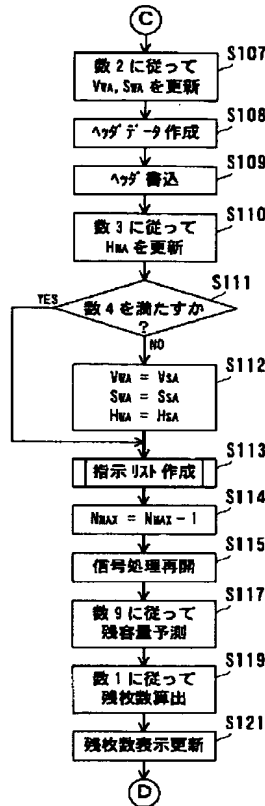 C
S107
数2に従って
VWA, SWA を更新
S108
ヘッダデータ作成
S109
ヘッダ書込
S110
数3に従って
HWA を更新
S111
YES
数4を満たすか
?
NO
S112
VWA = VSA
SWA = SSA
HWA = HSA
S113
指示リスト作成
S114
NMAX = NMAX - 1
S115
信号処理再開
S117
数9に従って
残容量予測
S119
数1に従って
残枚数算出
S121
残枚数表示更新
D